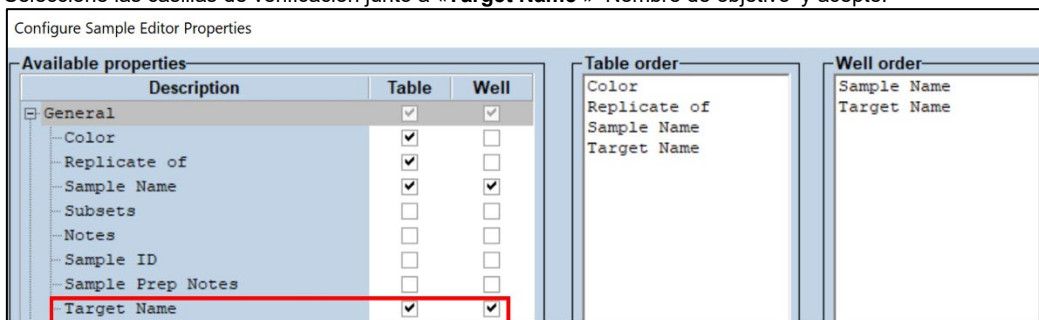 Seleccione las casillas de verificación junto a «Target Name »- Nombre de objetivo- y acepte.
Configure Sample Editor Properties
Available properties
Description Table Well
General
Color
Replicate of
Sample Name
Subsets
Notes
Sample ID
Sample Prep Notes
Target Name
Table order
Color
Replicate of
Sample Name
Target Name
Well order
Sample Name
Target Name